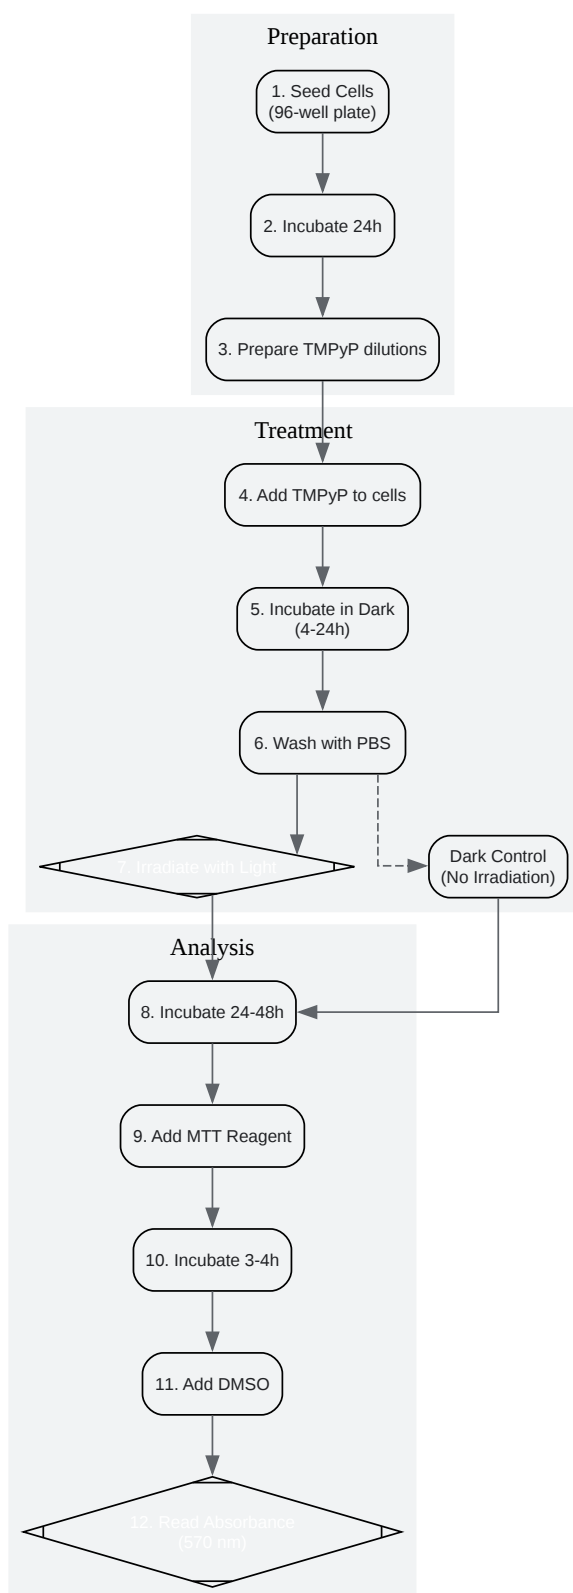 Preparation
1. Seed Cells
(96-well plate)
2. Incubate 24h
3. Prepare TMPyP dilutions
Treatment
4. Add TMPyP to cells
5. Incubate in Dark
(4-24h)
6. Wash with PBS
7. Irradiate with Light
Dark Control
(No Irradiation)
Analysis
8. Incubate 24-48h
9. Add MTT Reagent
10. Incubate 3-4h
11. Add DMSO
12. Read Absorbance
(570 nm)